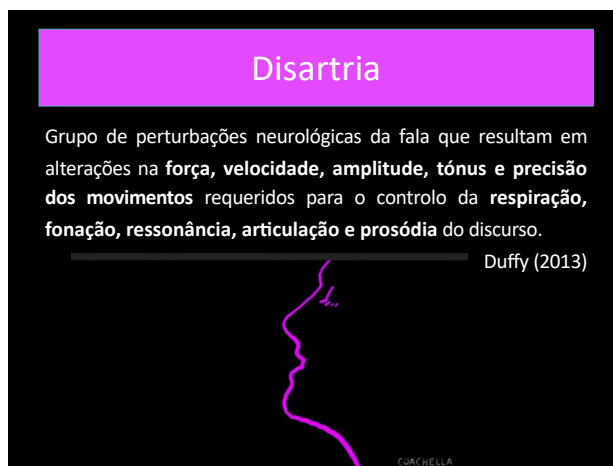 Disartria
Grupo de perturbações neurológicas da fala que resultam em
alterações na força, velocidade, amplitude, tónus e precisão
dos movimentos requeridos para o controlo da respiração,
fonação, ressonância, articulação e prosódia do discurso.
Duffy (2013)
COACHELLA